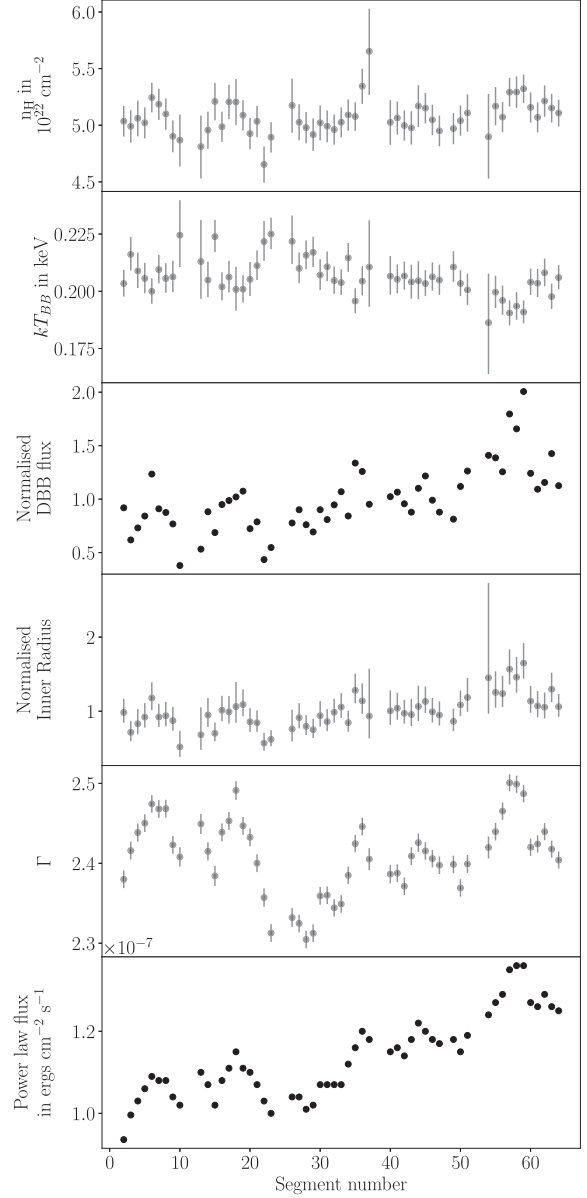 6.0
5.5
5.0
4.5
n_H in
10^22 cm^−2
0.225
0.200
0.175
kT_BB in keV
2.0
1.5
1.0
0.5
Normalised
DBB flux
2
1
Normalised
Inner Radius
2.5
2.4
2.3
Γ
×10^−7
1.2
1.0
Power law flux
in ergs cm^−2 s^−1
0 10 20 30 40 50 60
Segment number